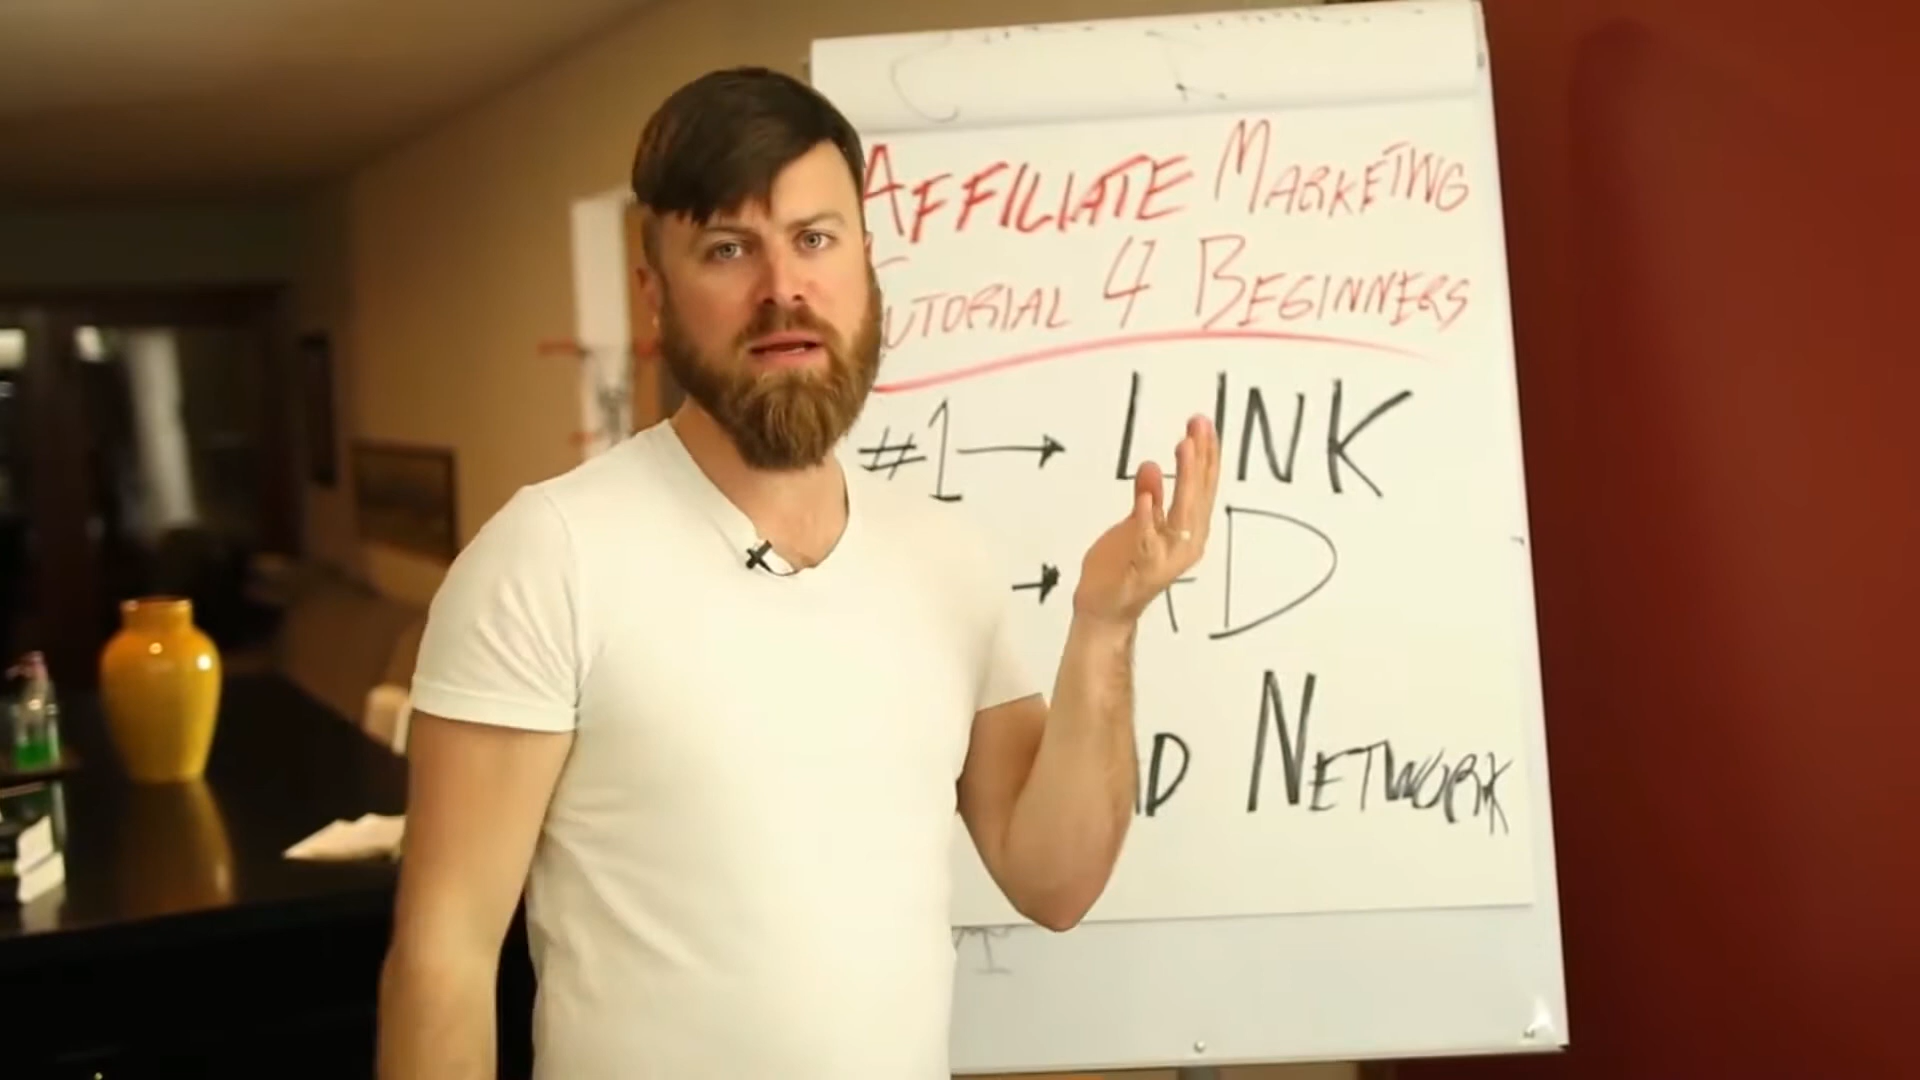 AFFILIATE MARKETING
TUTORIAL 4 BEGINNERS
#1 → LINK
→ AD
AD NETWORK